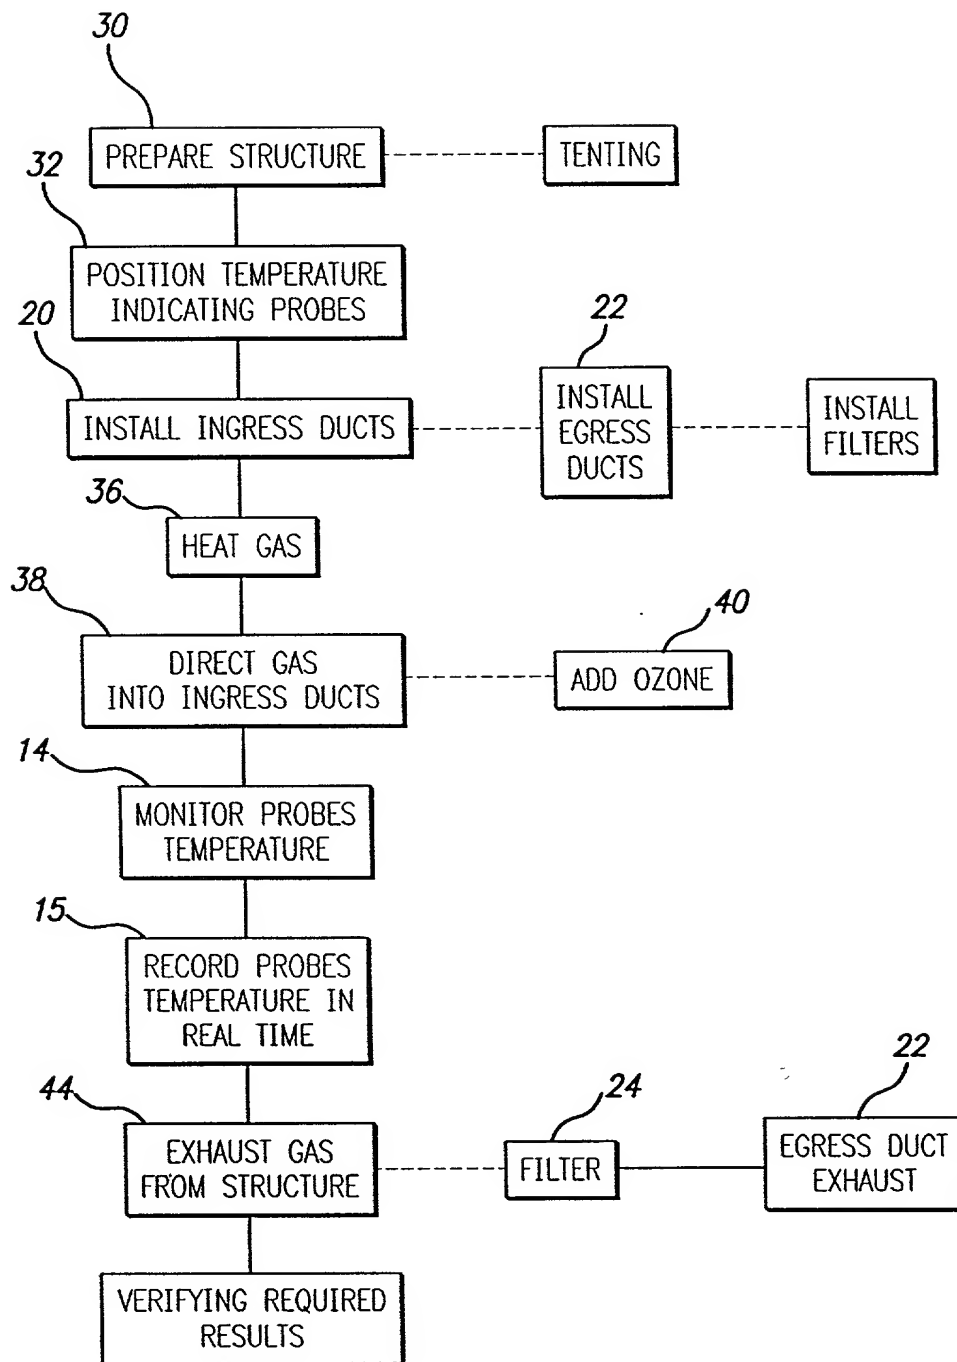 30
PREPARE STRUCTURE
TENTING
32
POSITION TEMPERATURE
INDICATING PROBES
20
INSTALL INGRESS DUCTS
22
INSTALL
EGRESS
DUCTS
INSTALL
FILTERS
36
HEAT GAS
38
DIRECT GAS
INTO INGRESS DUCTS
40
ADD OZONE
14
MONITOR PROBES
TEMPERATURE
15
RECORD PROBES
TEMPERATURE IN
REAL TIME
44
EXHAUST GAS
FROM STRUCTURE
24
FILTER
22
EGRESS DUCT
EXHAUST
VERIFYING REQUIRED
RESULTS